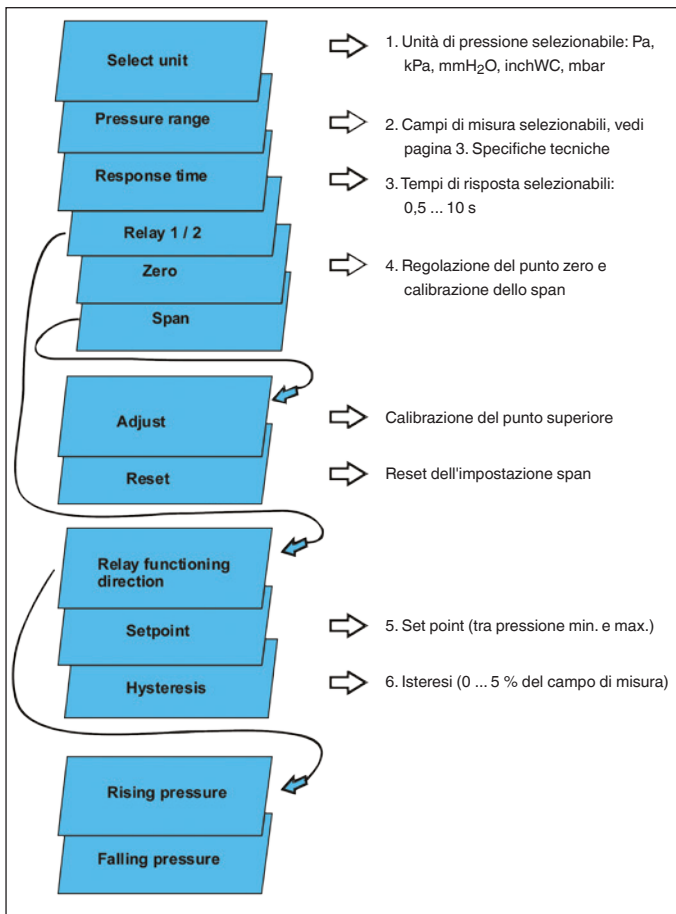 Select unit
1. Unità di pressione selezionabile: Pa,
kPa, mmH₂O, inchWC, mbar
Pressure range
2. Campi di misura selezionabili, vedi
pagina 3. Specifiche tecniche
Response time
3. Tempi di risposta selezionabili:
0,5 ... 10 s
Relay 1 / 2
Zero
4. Regolazione del punto zero e
calibrazione dello span
Span
Adjust
Calibrazione del punto superiore
Reset
Reset dell'impostazione span
Relay functioning
direction
Setpoint
5. Set point (tra pressione min. e max.)
Hysteresis
6. Isteresi (0 ... 5 % del campo di misura)
Rising pressure
Falling pressure